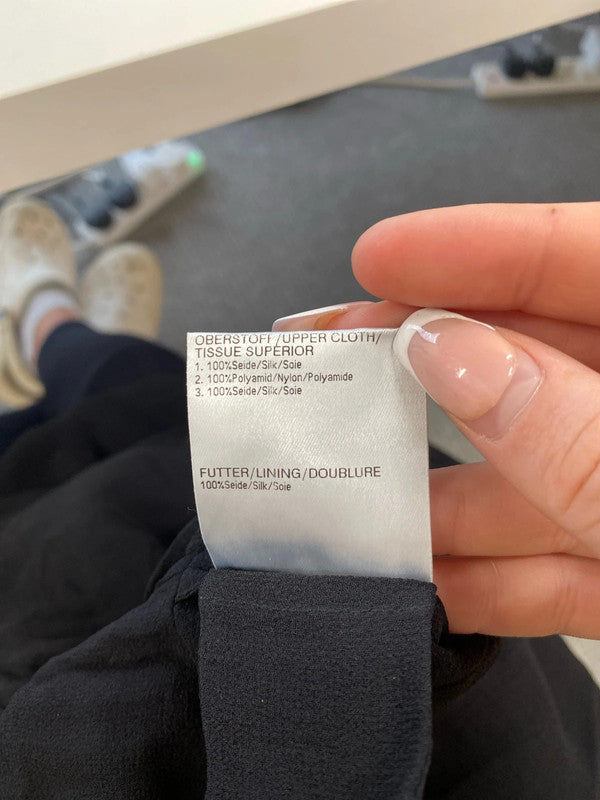 OBERSTOFF/UPPER CLOTH/
TISSUE SUPERIOR
1. 100%Seide/Silk/Soie
2. 100%Polyamid/Nylon/Polyamide
3. 100%Seide/Silk/Soie
FUTTER/LINING/DOUBLURE
100%Seide/Silk/Soie